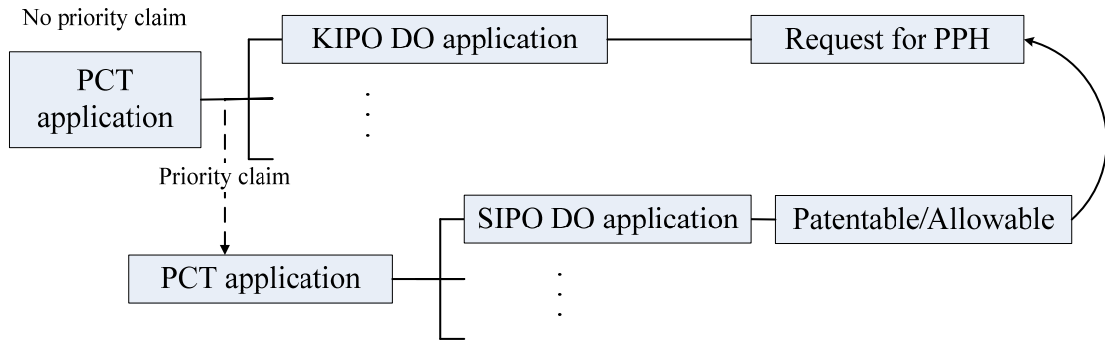 No priority claim
KIPO DO application
Request for PPH
PCT
application
Priority claim
SIPO DO application
Patentable/Allowable
PCT application